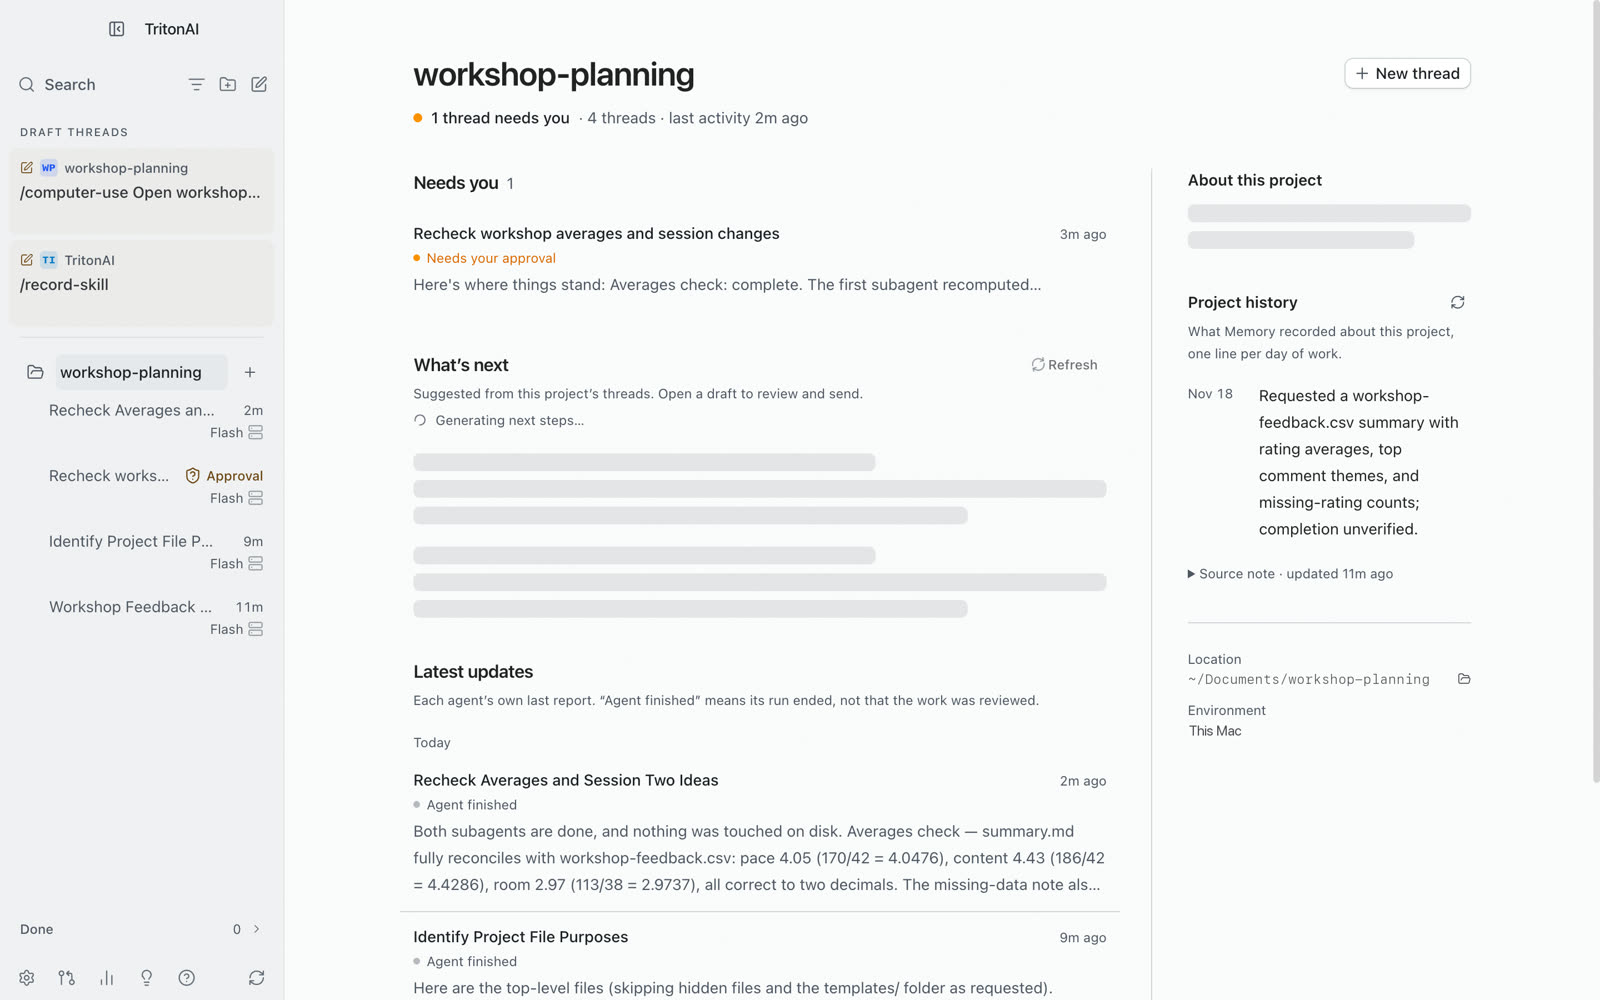 TritonAI
Search
DRAFT THREADS
WP workshop-planning
/computer-use Open workshop...
TI TritonAI
/record-skill
workshop-planning
Recheck Averages an... 2m
Flash
Recheck works... Approval
Flash
Identify Project File P... 9m
Flash
Workshop Feedback ... 11m
Flash
Done 0
workshop-planning
New thread
1 thread needs you · 4 threads · last activity 2m ago
Needs you 1
Recheck workshop averages and session changes 3m ago
Needs your approval
Here's where things stand: Averages check: complete. The first subagent recomputed...
What's next Refresh
Suggested from this project's threads. Open a draft to review and send.
Generating next steps...
Latest updates
Each agent's own last report. “Agent finished” means its run ended, not that the work was reviewed.
Today
Recheck Averages and Session Two Ideas 2m ago
Agent finished
Both subagents are done, and nothing was touched on disk. Averages check — summary.md
fully reconciles with workshop-feedback.csv: pace 4.05 (170/42 = 4.0476), content 4.43 (186/42
= 4.4286), room 2.97 (113/38 = 2.9737), all correct to two decimals. The missing-data note als...
Identify Project File Purposes 9m ago
Agent finished
Here are the top-level files (skipping hidden files and the templates/ folder as requested).
About this project
Project history
What Memory recorded about this project,
one line per day of work.
Nov 18 Requested a workshop-
feedback.csv summary with
rating averages, top
comment themes, and
missing-rating counts;
completion unverified.
Source note · updated 11m ago
Location
~/Documents/workshop-planning
Environment
This Mac